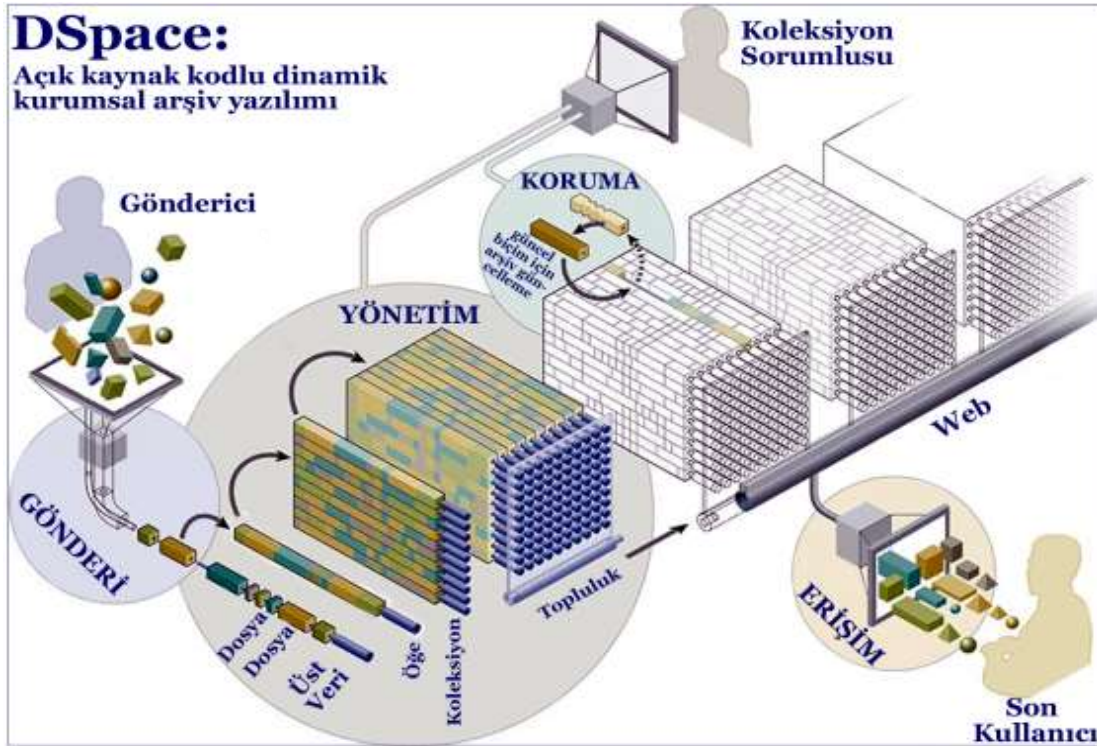 DSpace:
Açık kaynak kodlu dinamik
kurumsal arşiv yazılımı
Koleksiyon
Sorumlusu
Gönderici
KORUMA
güncel
biçim için
arşiv gün-
celleme
YÖNETİM
Web
GÖNDERİ
Dosya
Dosya
Üst
Veri
Öğe
Koleksiyon
Topluluk
ERİŞİM
Son
Kullanıcı